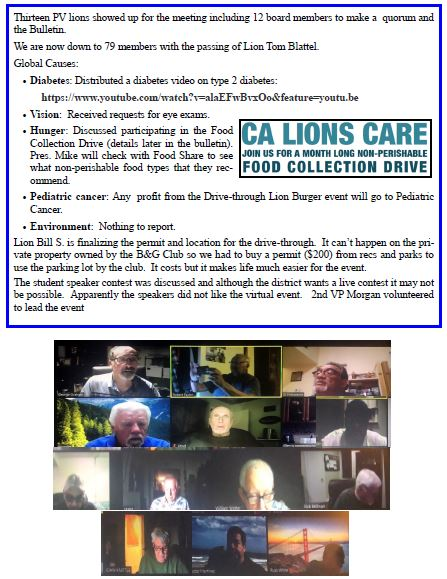 Thirteen PV lions showed up for the meeting including 12 board members to make a quorum and
the Bulletin.
We are now down to 79 members with the passing of Lion Tom Blattel.
Global Causes:
• Diabetes: Distributed a diabetes video on type 2 diabetes:
https://www.youtube.com/watch?v=alaEFwBvxOo&feature=youtu.be
• Vision: Received requests for eye exams.
• Hunger: Discussed participating in the Food
Collection Drive (details later in the bulletin).
Pres. Mike will check with Food Share to see
what non-perishable food types that they rec-
ommend.
CA LIONS CARE
JOIN US FOR A MONTH LONG NON-PERISHABLE
FOOD COLLECTION DRIVE
• Pediatric cancer: Any profit from the Drive-through Lion Burger event will go to Pediatric
Cancer.
• Environment: Nothing to report.
Lion Bill S. is finalizing the permit and location for the drive-through. It can't happen on the pri-
vate property owned by the B&G Club so we had to buy a permit ($200) from recs and parks to
use the parking lot by the club. It costs but it makes life much easier for the event.
The student speaker contest was discussed and although the district wants a live contest it may not
be possible. Apparently the speakers did not like the virtual event. 2nd VP Morgan volunteered
to lead the event